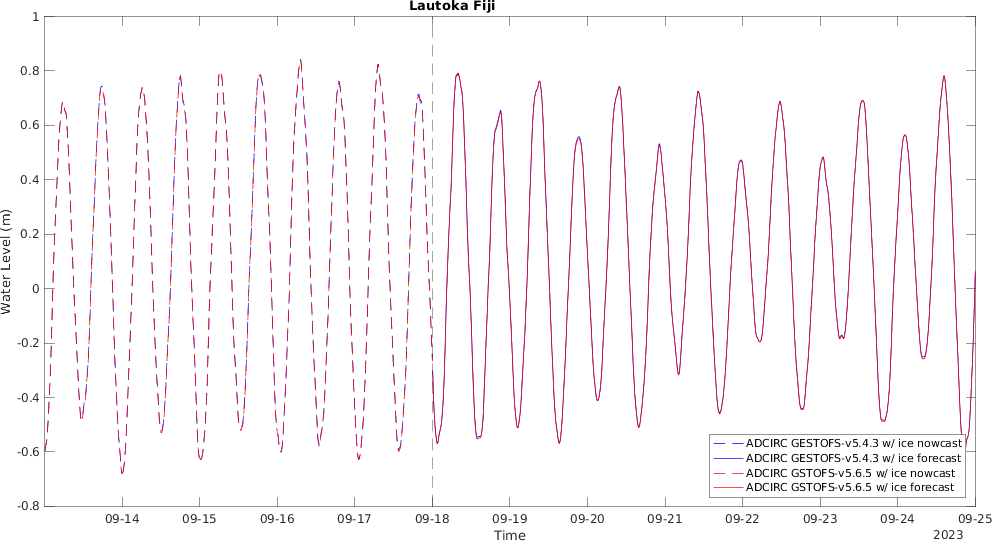 Lautoka Fiji
1
0.8
0.6
0.4
0.2
0
-0.2
-0.4
-0.6
-0.8
Water Level (m)
09-14 09-15 09-16 09-17 09-18 09-19 09-20 09-21 09-22 09-23 09-24 09-25
Time
2023
ADCIRC GESTOFS-v5.4.3 w/ ice nowcast
ADCIRC GESTOFS-v5.4.3 w/ ice forecast
ADCIRC GSTOFS-v5.6.5 w/ ice nowcast
ADCIRC GSTOFS-v5.6.5 w/ ice forecast